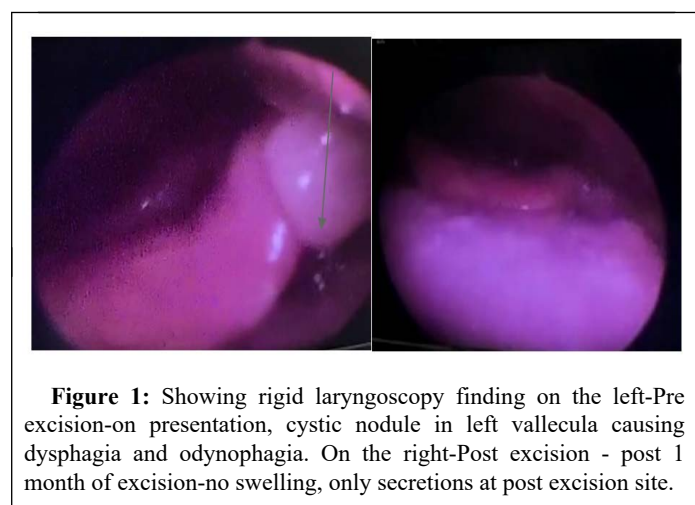 Figure 1: Showing rigid laryngoscopy finding on the left-Pre
excision-on presentation, cystic nodule in left vallecula causing
dysphagia and odynophagia. On the right-Post excision - post 1
month of excision-no swelling, only secretions at post excision site.